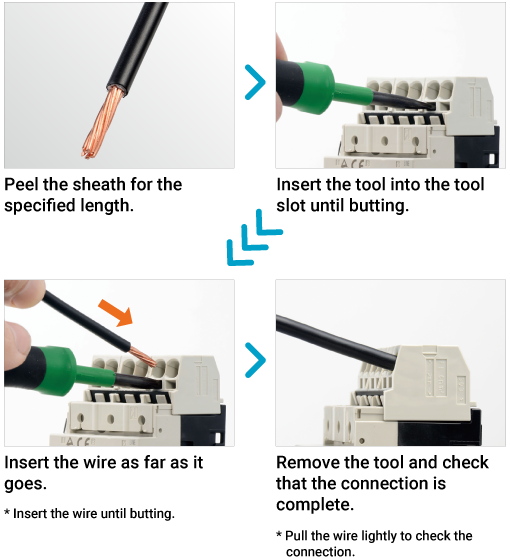 Peel the sheath for the
specified length.
Insert the tool into the tool
slot until butting.
Insert the wire as far as it
goes.
* Insert the wire until butting.
Remove the tool and check
that the connection is
complete.
* Pull the wire lightly to check the
connection.